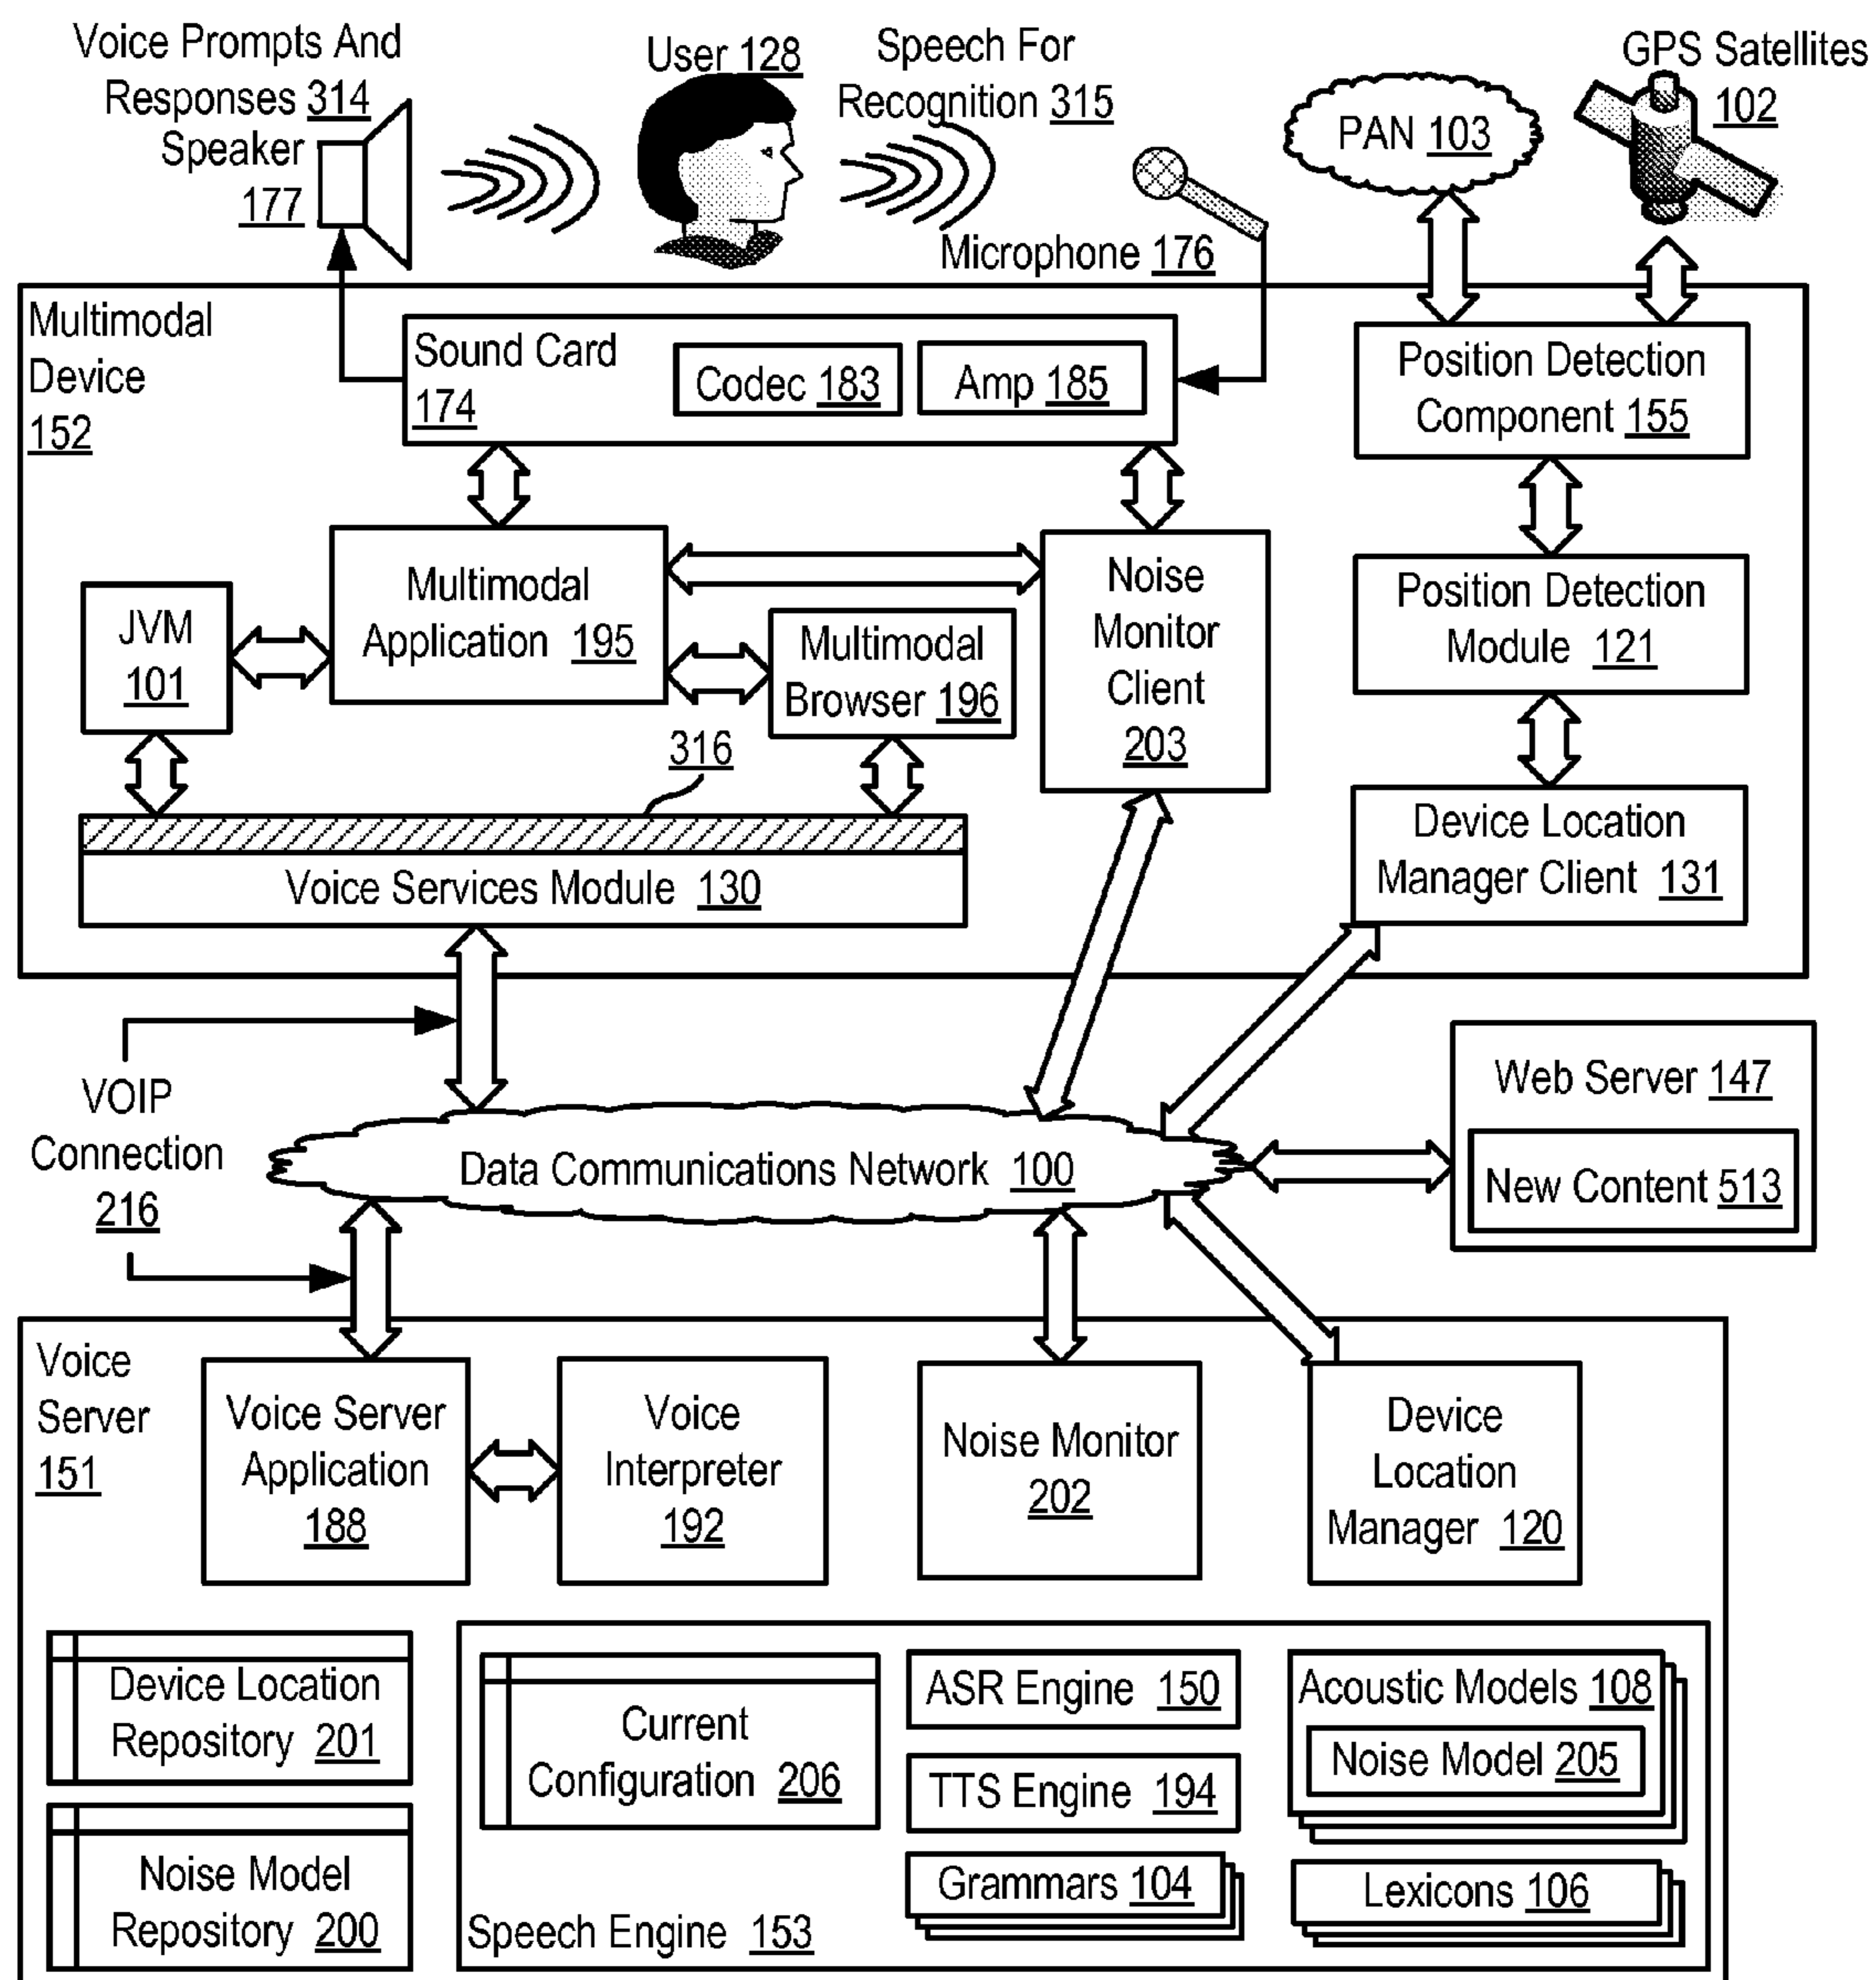 Voice Prompts And
Responses 314
Speaker
177
User 128
Speech For
Recognition 315
Microphone 176
PAN 103
GPS Satellites
102
Multimodal
Device
152
Sound Card
174
Codec 183
Amp 185
Position Detection
Component 155
JVM
101
Multimodal
Application 195
Multimodal
Browser 196
Noise
Monitor
Client
203
Position Detection
Module 121
316
Voice Services Module 130
Device Location
Manager Client 131
VOIP
Connection
216
Data Communications Network 100
Web Server 147
New Content 513
Voice
Server
151
Voice Server
Application
188
Voice
Interpreter
192
Noise Monitor
202
Device
Location
Manager 120
Device Location
Repository 201
Noise Model
Repository 200
Current
Configuration 206
ASR Engine 150
TTS Engine 194
Grammars 104
Acoustic Models 108
Noise Model 205
Lexicons 106
Speech Engine 153